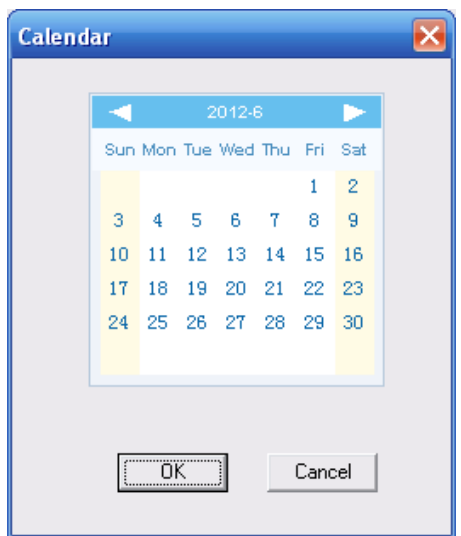 Calendar
2012-6
Sun Mon Tue Wed Thu Fri Sat
1 2
3 4 5 6 7 8 9
10 11 12 13 14 15 16
17 18 19 20 21 22 23
24 25 26 27 28 29 30
OK Cancel